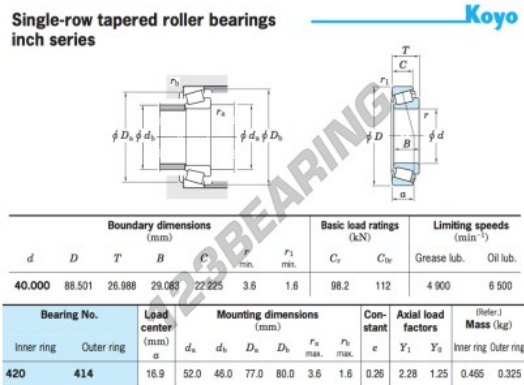 Single-row tapered roller bearings
inch series
Koyo
T
C
r1
r
B
φD
φd
a
rb
ra
φDa φdb
φda φDb
123BEARING
Boundary dimensions
(mm)
Basic load ratings
(kN)
Limiting speeds
(min⁻¹)
d D T B C r min. r1 min. Cr C0r Grease lub. Oil lub.
40.000 88.501 26.988 29.083 22.225 3.6 1.6 98.2 112 4 900 6 500
Bearing No.
Load center (mm) a
Mounting dimensions
(mm)
Constant e
Axial load factors
(Refer.)
Mass (kg)
Inner ring Outer ring da db Da Db ra max. rb max. Y1 Y0 Inner ring Outer ring
420 414 16.9 52.0 46.0 77.0 80.0 3.6 1.6 0.26 2.28 1.25 0.465 0.325